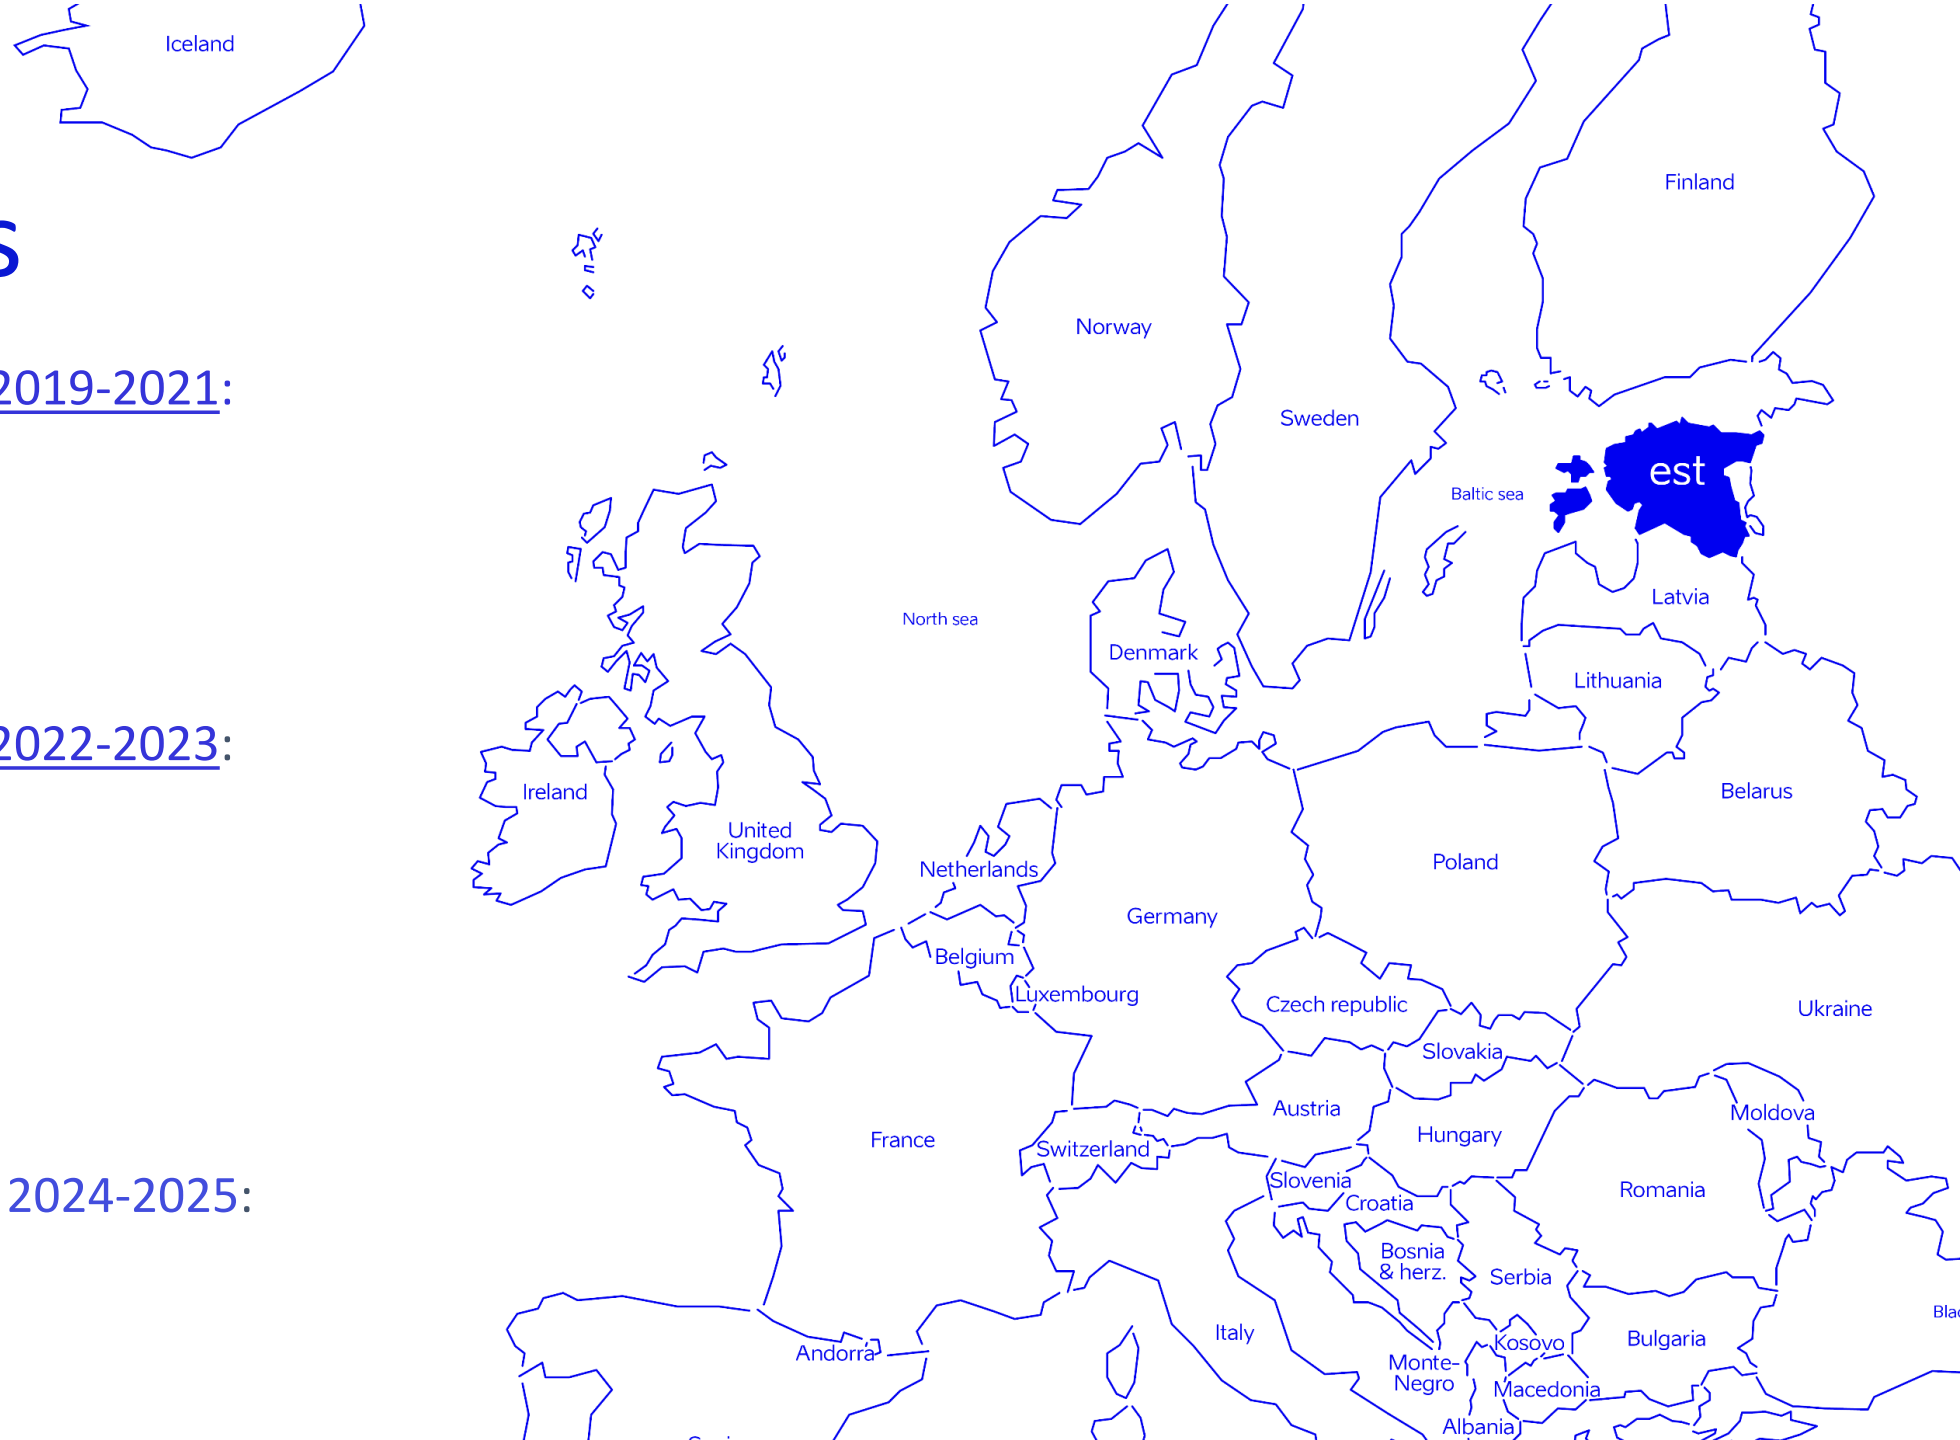 Iceland
Finland
s
Norway
2019-2021:
Sweden
est
Baltic sea
Latvia
North sea
Denmark
Lithuania
2022-2023:
Ireland
Belarus
United
Kingdom
Netherlands
Poland
Germany
Belgium
Luxembourg
Czech republic
Ukraine
Slovakia
Austria
Moldova
France
Hungary
Switzerland
Slovenia
Romania
2024-2025:
Croatia
Bosnia
& herz.
Serbia
Italy
Bulgaria
Kosovo
Andorra
Monte-
Negro
Macedonia
Albania